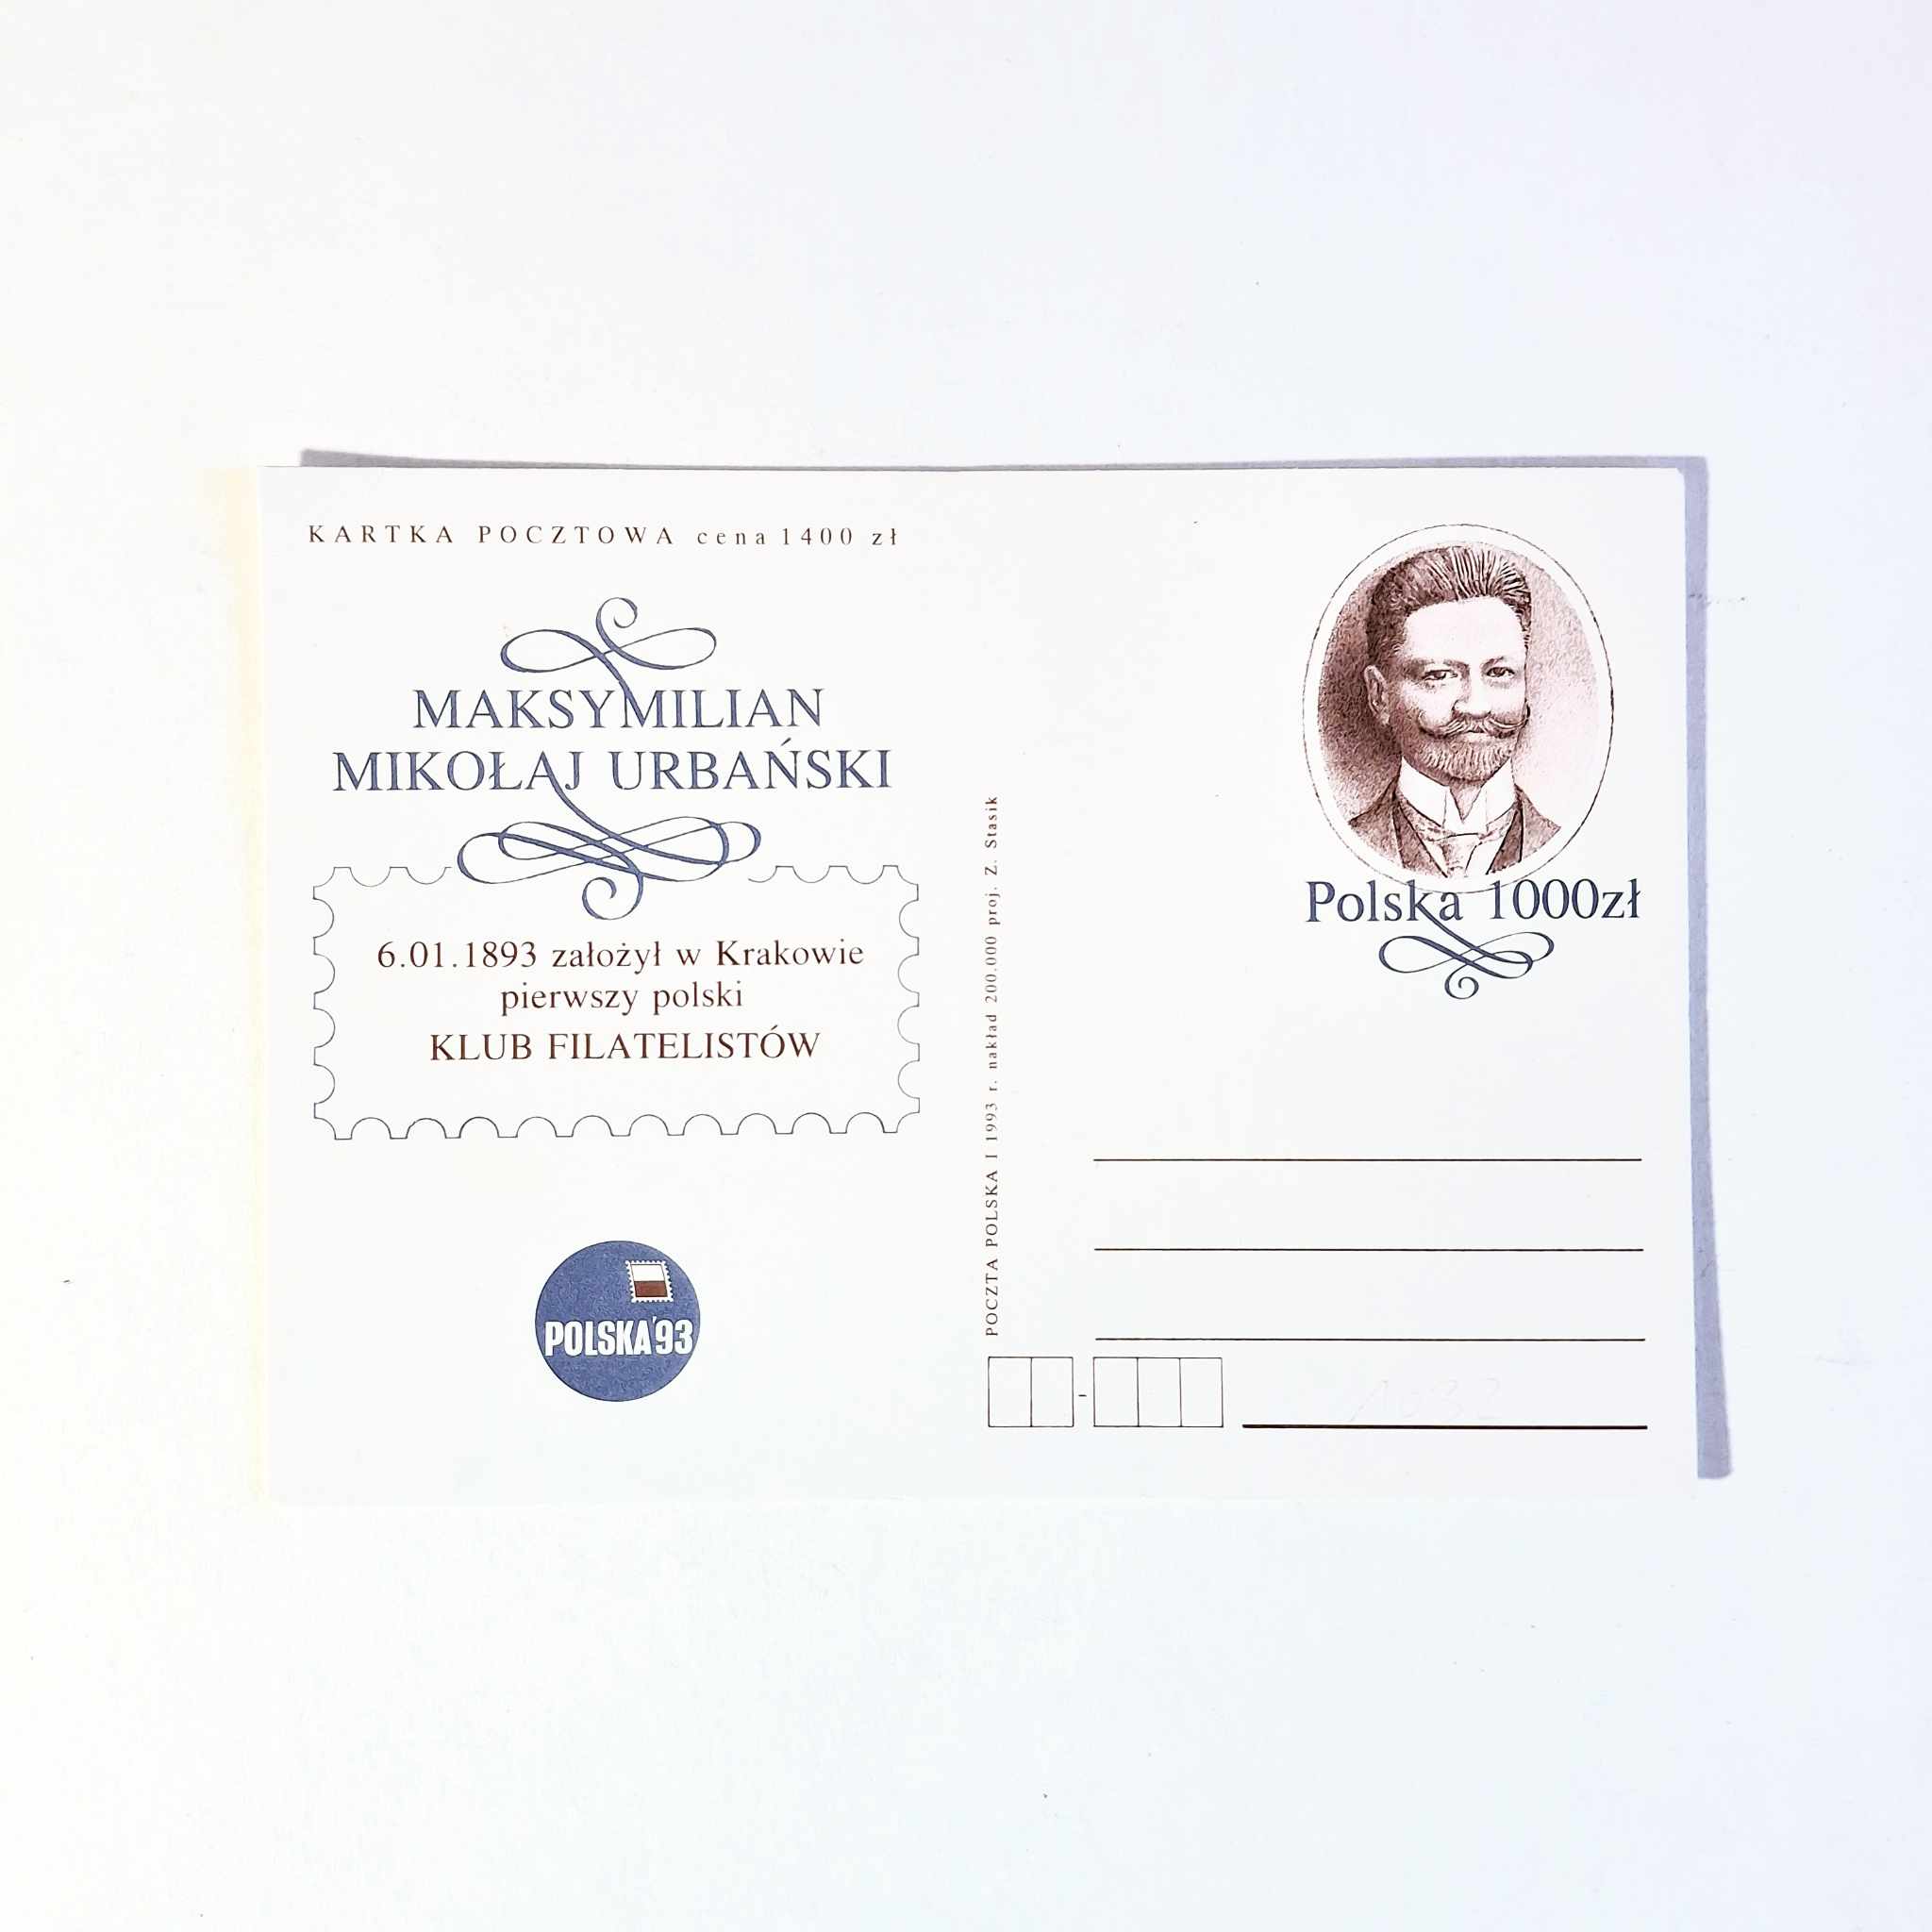 KARTKA POCZTOWA cena 1400 zł
MAKSYMILIAN
MIKOŁAJ URBAŃSKI
6.01.1893 założył w Krakowie
pierwszy polski
KLUB FILATELISTÓW
POLSKA'93
POCZTA POLSKA I 1993 r. nakład 200.000 proj. Z. Stasik
Polska 1000zł